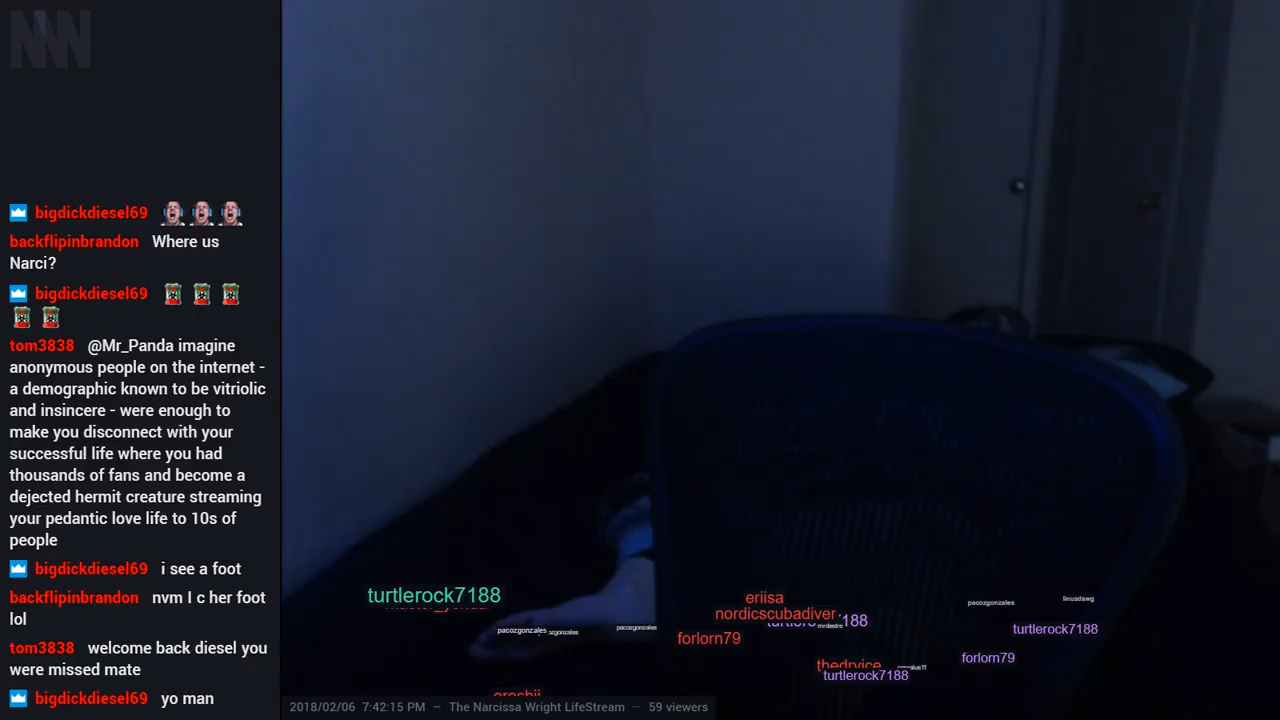 NNN
bigdickdiesel69
backflipinbrandon Where us
Narci?
bigdickdiesel69
tom3838 @Mr_Panda imagine
anonymous people on the internet -
a demographic known to be vitriolic
and insincere - were enough to
make you disconnect with your
successful life where you had
thousands of fans and become a
dejected hermit creature streaming
your pedantic love life to 10s of
people
bigdickdiesel69 i see a foot
backflipinbrandon nvm I c her foot
lol
tom3838 welcome back diesel you
were missed mate
bigdickdiesel69 yo man
turtlerock7188
eriisa
nordicscubadiver
forlorn79
pacozgonzales
pacozgonzales
pacozgonzales
linusdawg
turtlerock7188
forlorn79
thedryice
turtlerock7188
2018/02/06 7:42:15 PM — The Narcissa Wright LifeStream — 59 viewers